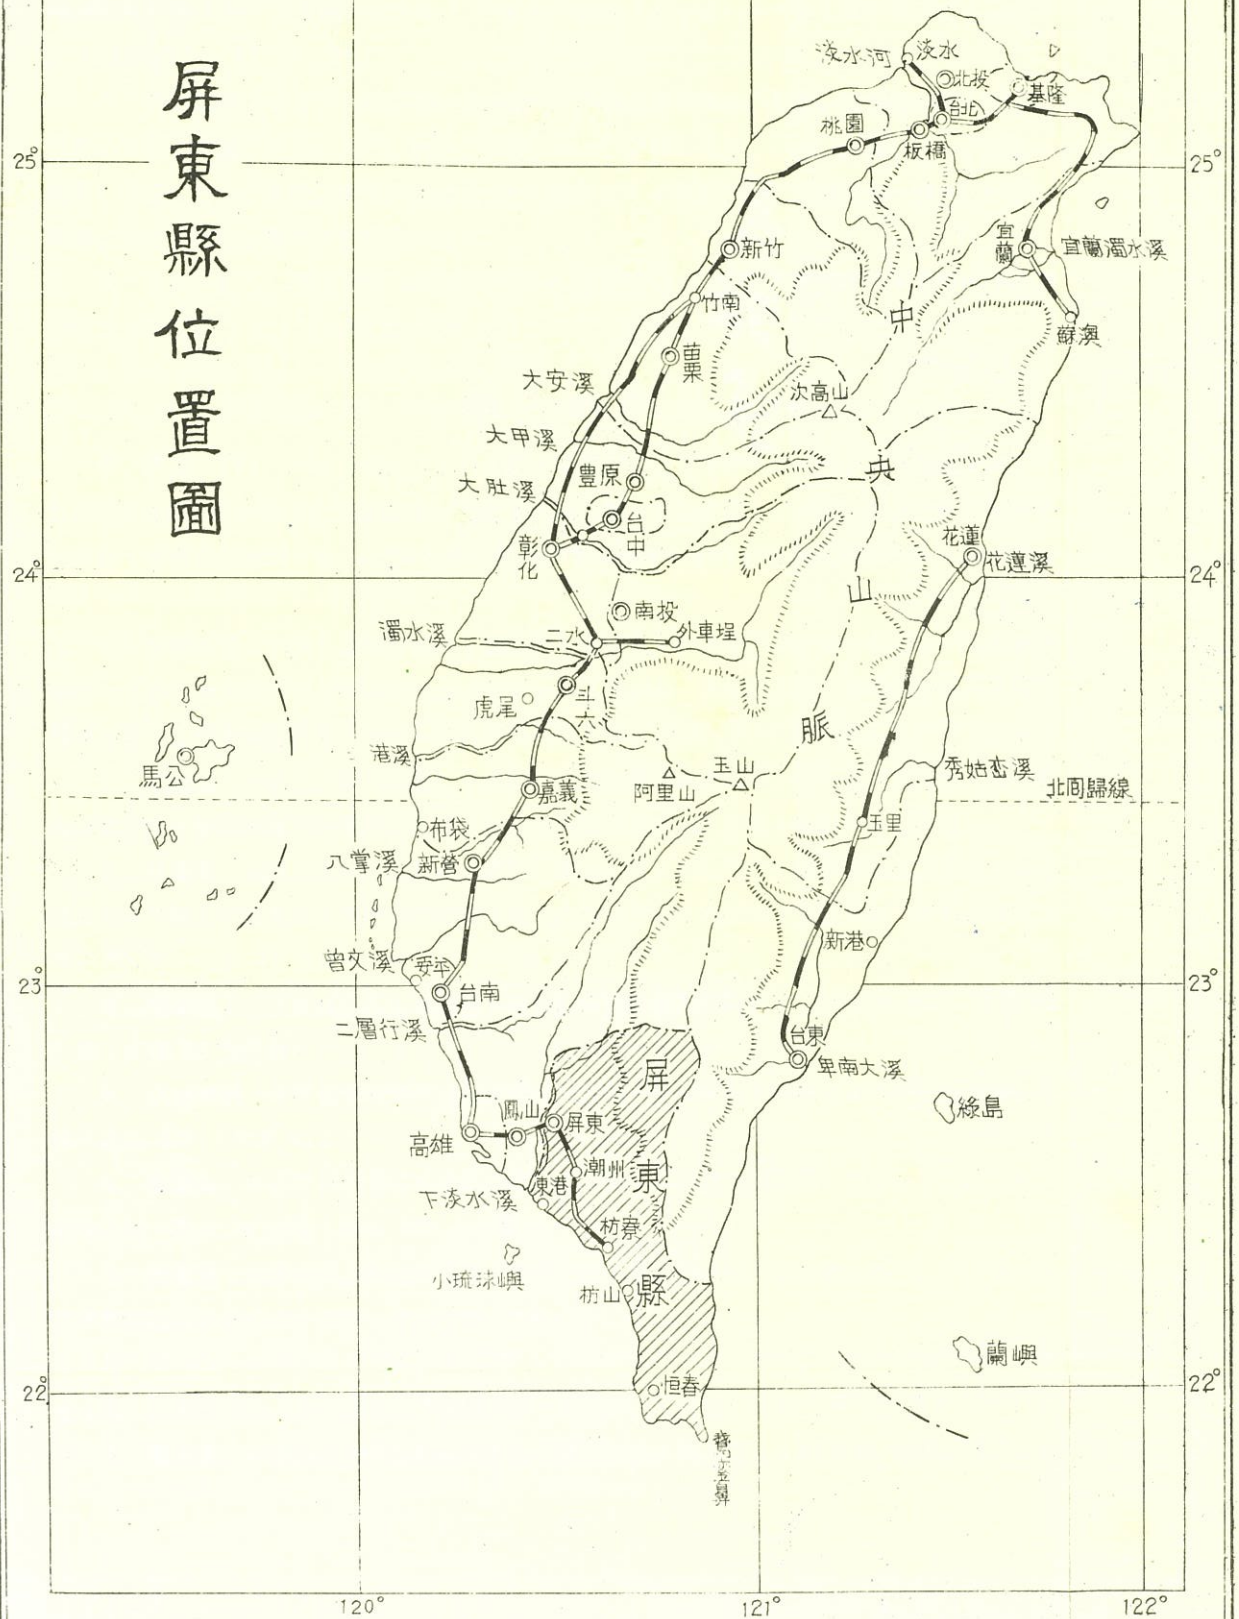 屏東縣位置圖
淡水河
淡水
北投
基隆
台北
桃園
板橋
25°
25°
新竹
宜蘭
宜蘭濁水溪
竹南
中
蘇澳
苗栗
大安溪
次高山
大甲溪
央
豊原
大肚溪
台中
彰化
花蓮
花蓮溪
24°
24°
山
南投
濁水溪
二水
外車埕
虎尾
斗六
脈
港溪
馬公
玉山
阿里山
秀姑峦溪
嘉義
北回歸線
布袋
玉里
八掌溪
新營
新港
曾文溪
安平
23°
23°
台南
二層行溪
台東
卑南大溪
屏
綠島
鳳山
屏東
高雄
潮州
東
東港
下淡水溪
枋寮
小琉球嶼
枋山
縣
蘭嶼
22°
22°
恒春
鵝鑾鼻
120°
121°
122°